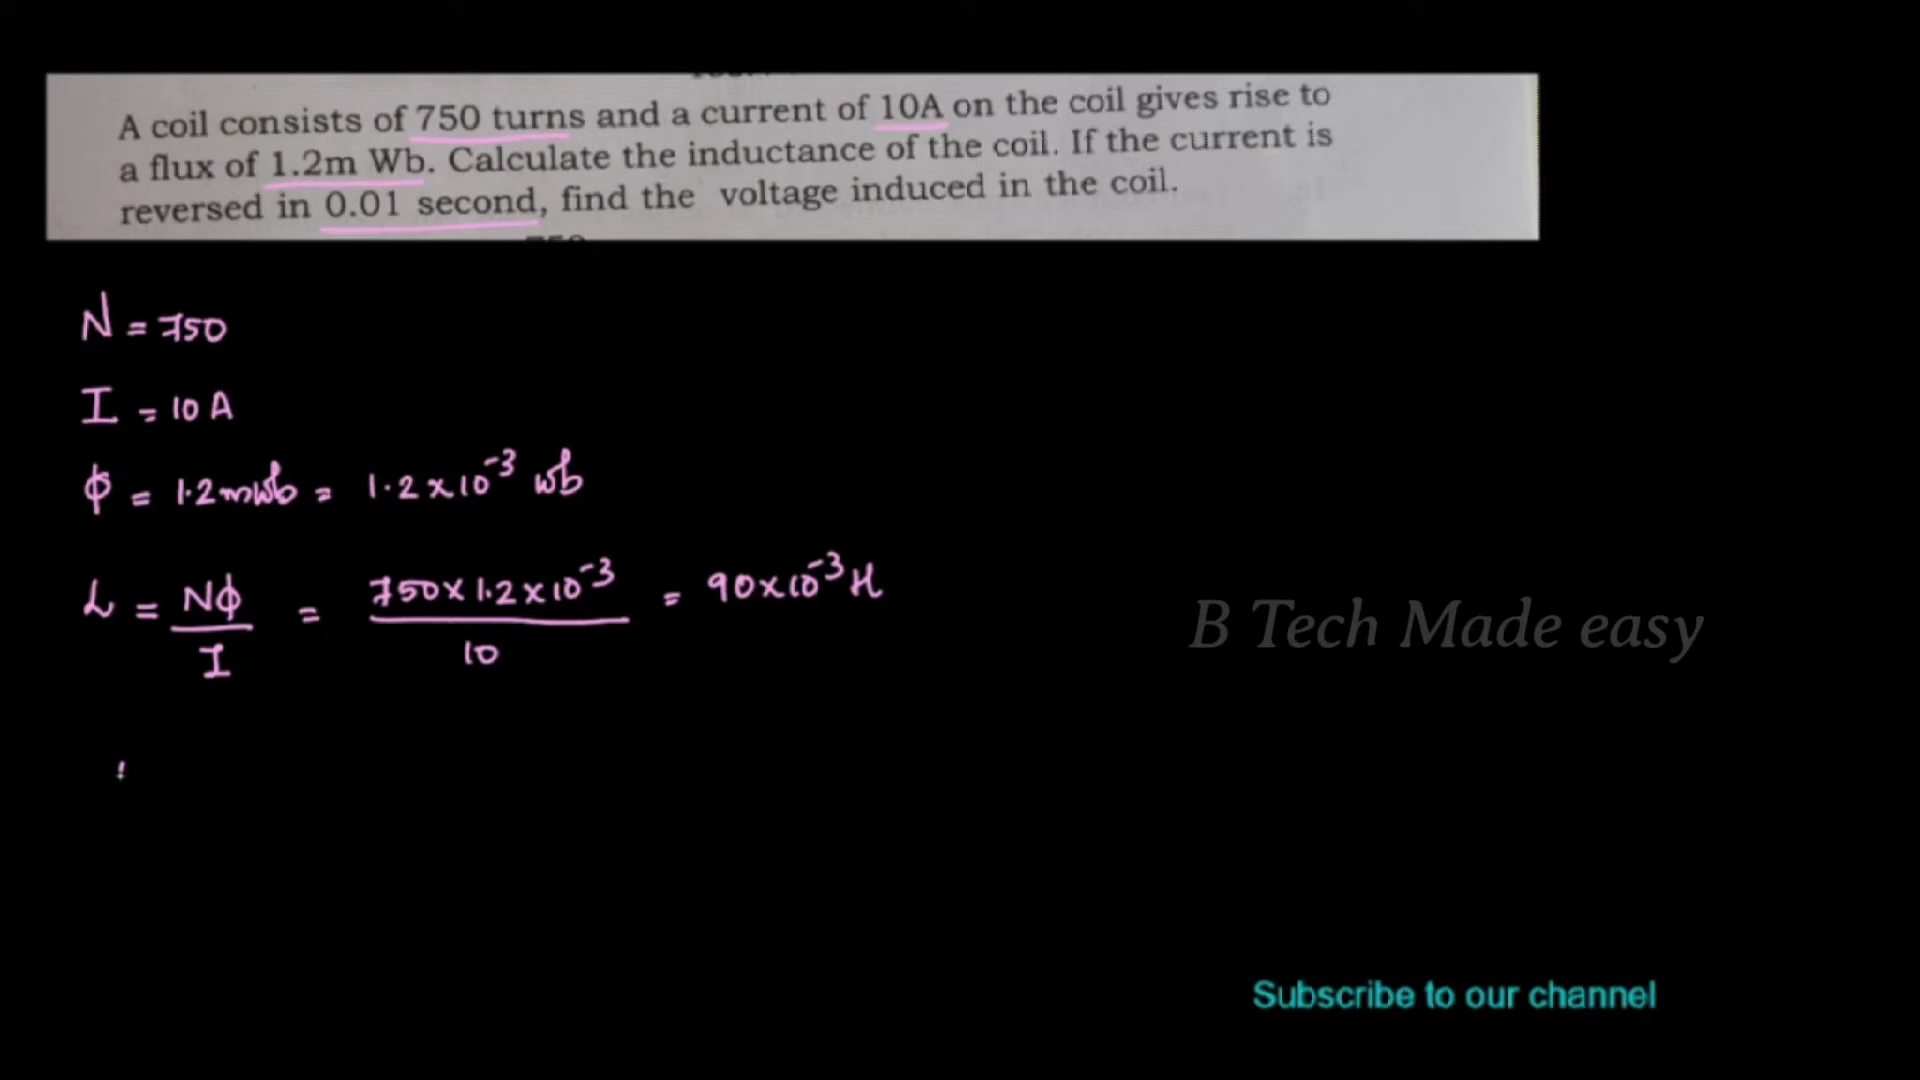 A coil consists of 750 turns and a current of 10A on the coil gives rise to
a flux of 1.2m Wb. Calculate the inductance of the coil. If the current is
reversed in 0.01 second, find the voltage induced in the coil.
N = 750
I = 10 A
ϕ = 1.2mWb = 1.2 x 10⁻³ wb
L = Nϕ/I = 750 x 1.2 x 10⁻³/10 = 90 x 10⁻³ H
B Tech Made easy
Subscribe to our channel